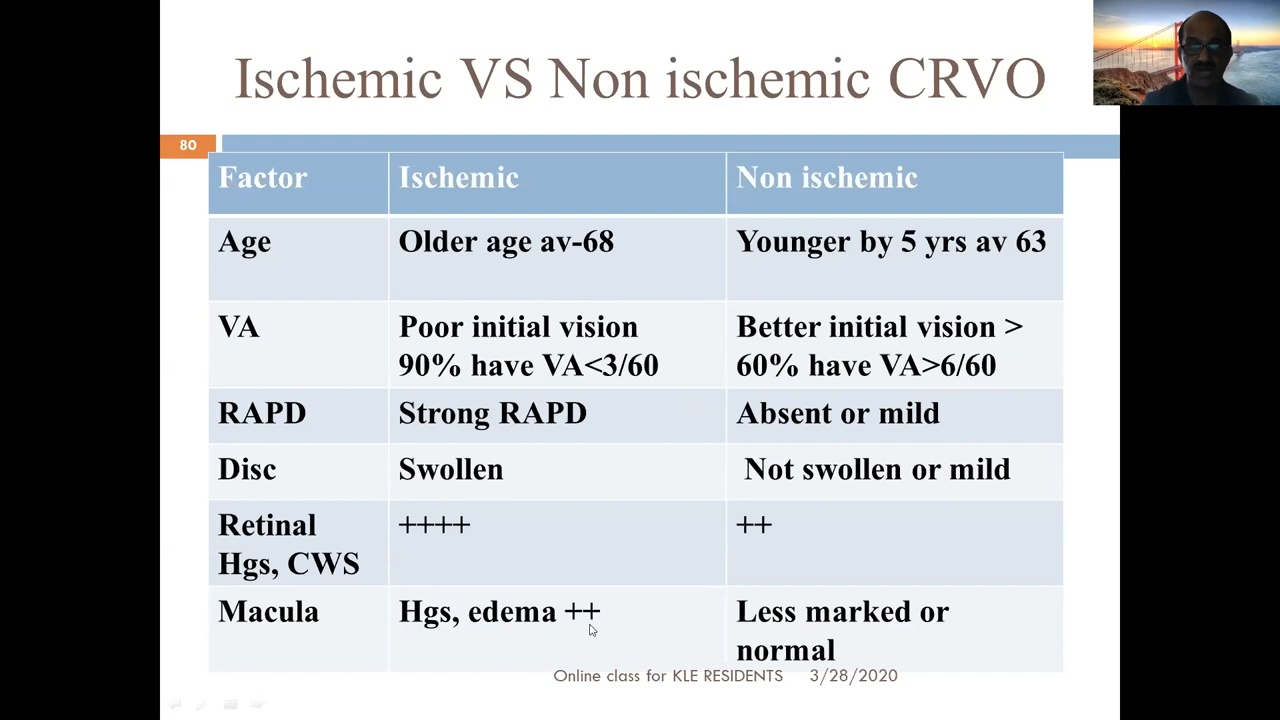 Ischemic VS Non ischemic CRVO
80
Factor
Ischemic
Non ischemic
Age
Older age av-68
Younger by 5 yrs av 63
VA
Poor initial vision
90% have VA<3/60
Better initial vision >
60% have VA>6/60
RAPD
Strong RAPD
Absent or mild
Disc
Swollen
Not swollen or mild
Retinal
Hgs, CWS
++++
++
Macula
Hgs, edema ++
Less marked or
normal
Online class for KLE RESIDENTS 3/28/2020